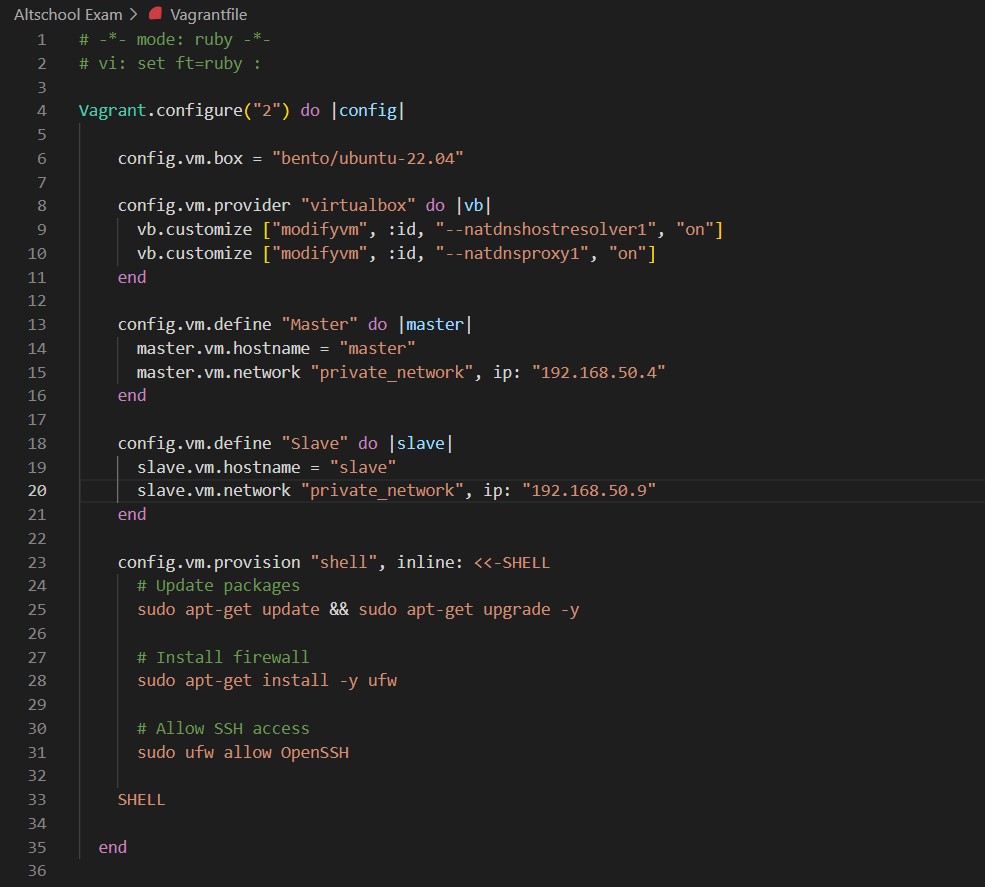 Altschool Exam > Vagrantfile
1 # -*- mode: ruby -*-
2 # vi: set ft=ruby :
3
4 Vagrant.configure("2") do |config|
5
6     config.vm.box = "bento/ubuntu-22.04"
7
8     config.vm.provider "virtualbox" do |vb|
9       vb.customize ["modifyvm", :id, "--natdnshostresolver1", "on"]
10       vb.customize ["modifyvm", :id, "--natdnsproxy1", "on"]
11     end
12
13     config.vm.define "Master" do |master|
14       master.vm.hostname = "master"
15       master.vm.network "private_network", ip: "192.168.50.4"
16     end
17
18     config.vm.define "Slave" do |slave|
19       slave.vm.hostname = "slave"
20       slave.vm.network "private_network", ip: "192.168.50.9"
21     end
22
23     config.vm.provision "shell", inline: <<-SHELL
24       # Update packages
25       sudo apt-get update && sudo apt-get upgrade -y
26
27       # Install firewall
28       sudo apt-get install -y ufw
29
30       # Allow SSH access
31       sudo ufw allow OpenSSH
32
33     SHELL
34
35   end
36